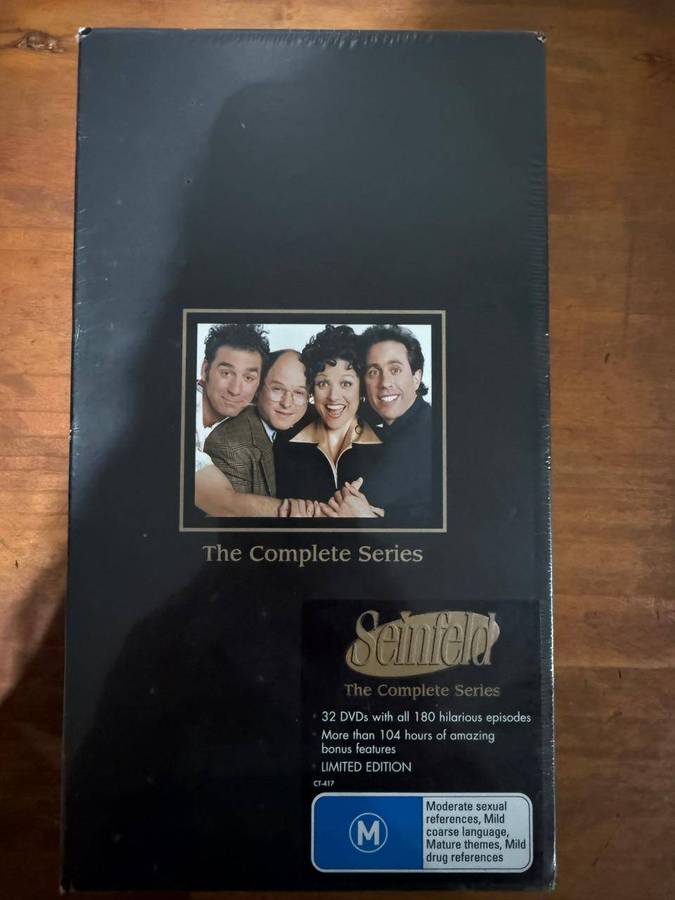 The Complete Series
Seinfeld
The Complete Series
32 DVDs with all 180 hilarious episodes
More than 104 hours of amazing
bonus features
LIMITED EDITION
CT-417
M
Moderate sexual
references, Mild
coarse language,
Mature themes, Mild
drug references